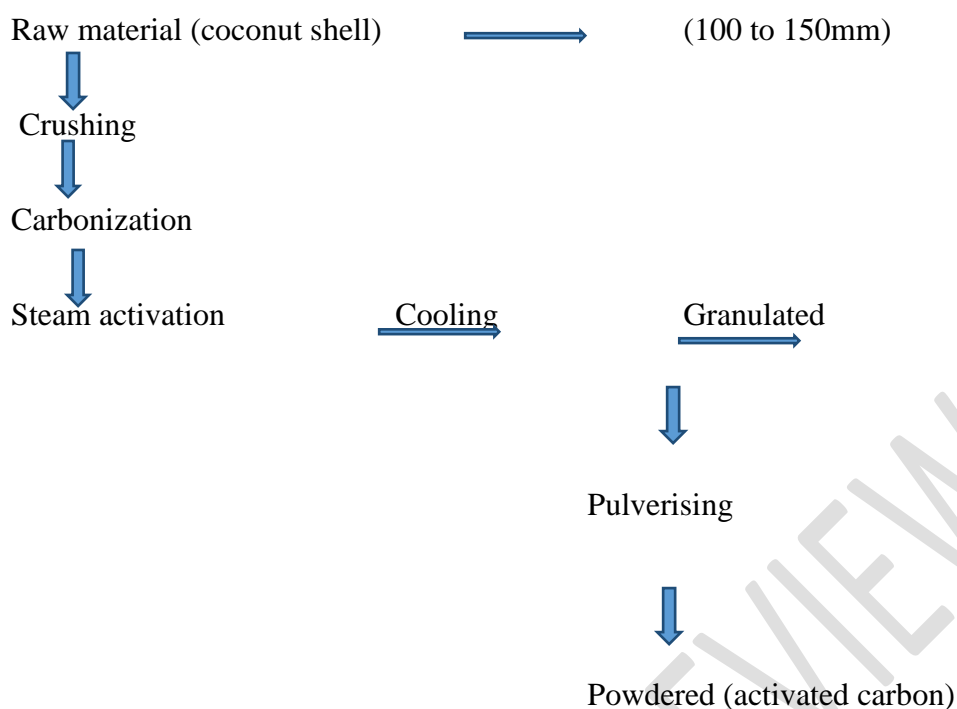 Raw material (coconut shell) (100 to 150mm)
Crushing
Carbonization
Steam activation Cooling Granulated
Pulverising
Powdered (activated carbon)